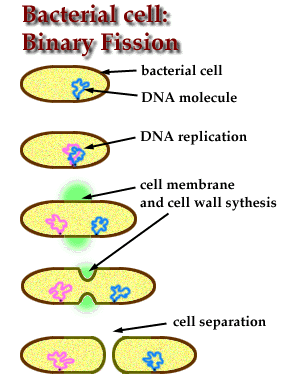 Bacterial cell:
Binary Fission
bacterial cell
DNA molecule
DNA replication
cell membrane
and cell wall sythesis
cell separation